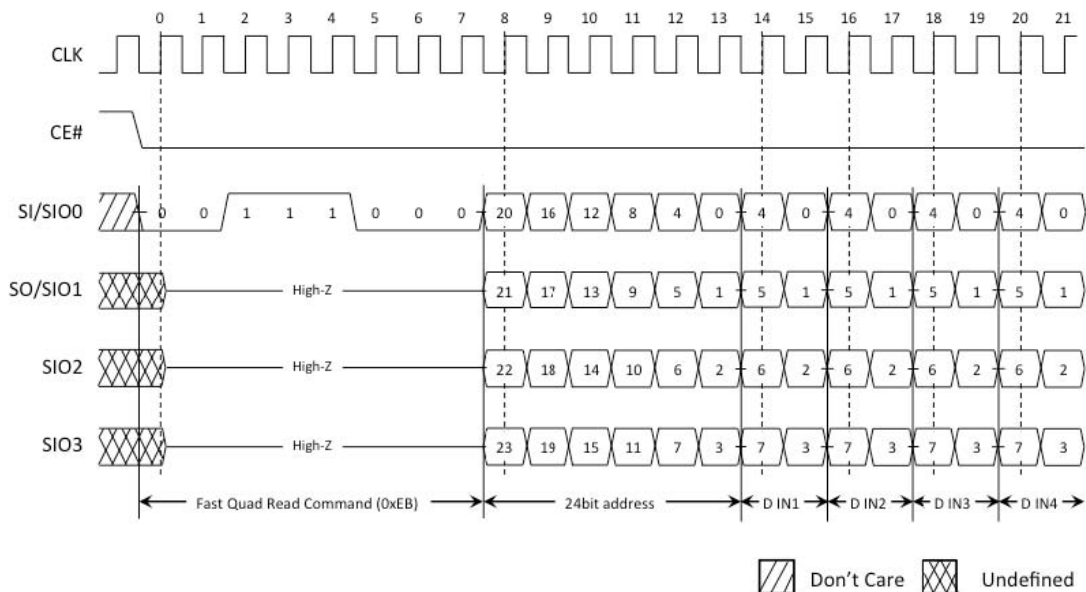 0 1 2 3 4 5 6 7 8 9 10 11 12 13 14 15 16 17 18 19 20 21
CLK
CE#
SI/SIO0 0 0 1 1 1 0 0 0 20 16 12 8 4 0 4 0 4 0 4 0 4 0
SO/SIO1 High-Z 21 17 13 9 5 1 5 1 5 1 5 1 5 1
SIO2 High-Z 22 18 14 10 6 2 6 2 6 2 6 2 6 2
SIO3 High-Z 23 19 15 11 7 3 7 3 7 3 7 3 7 3
Fast Quad Read Command (0xEB) 24bit address D IN1 D IN2 D IN3 D IN4
Don't Care Undefined